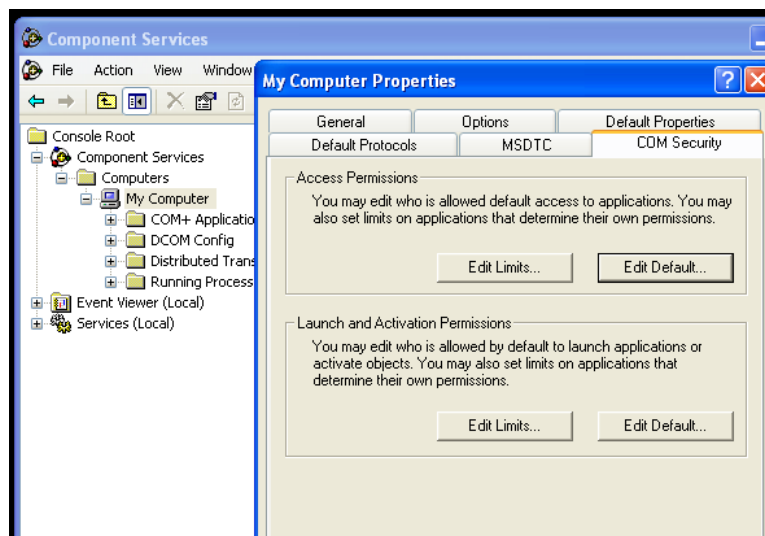 Component Services
File Action View Window
My Computer Properties
Console Root
Component Services
Computers
My Computer
COM+ Applicatio
DCOM Config
Distributed Trans
Running Process
Event Viewer (Local)
Services (Local)
General Options Default Properties
Default Protocols MSDTC COM Security
Access Permissions
You may edit who is allowed default access to applications. You may
also set limits on applications that determine their own permissions.
Edit Limits... Edit Default...
Launch and Activation Permissions
You may edit who is allowed by default to launch applications or
activate objects. You may also set limits on applications that
determine their own permissions.
Edit Limits... Edit Default...